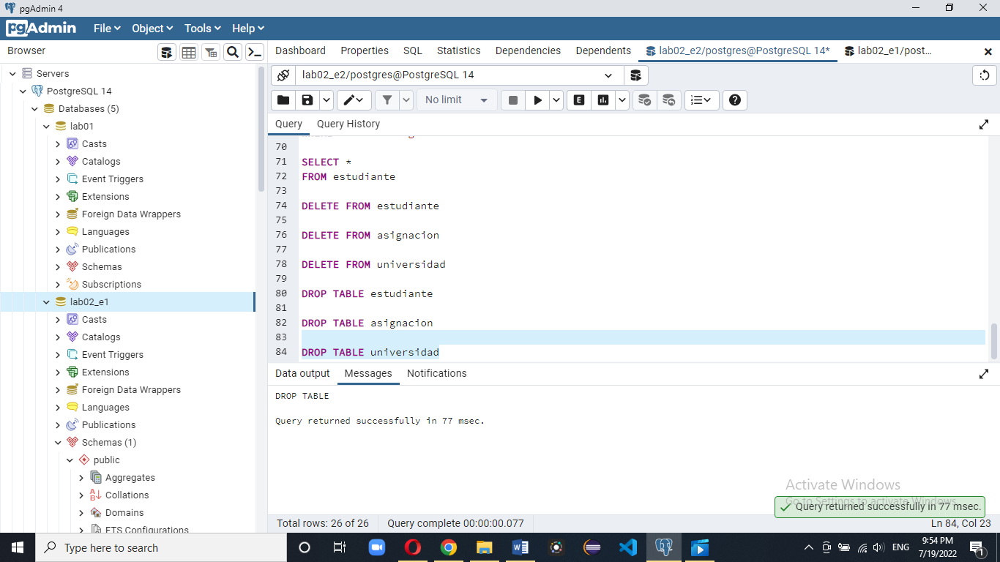 pgAdmin 4
pgAdmin File Object Tools Help
Browser
Dashboard Properties SQL Statistics Dependencies Dependents lab02_e2/postgres@PostgreSQL 14* lab02_e1/post...
Servers
PostgreSQL 14
Databases (5)
lab01
Casts
Catalogs
Event Triggers
Extensions
Foreign Data Wrappers
Languages
Publications
Schemas
Subscriptions
lab02_e1
Casts
Catalogs
Event Triggers
Extensions
Foreign Data Wrappers
Languages
Publications
Schemas (1)
public
Aggregates
Collations
Domains
FTS Configurations
lab02_e2/postgres@PostgreSQL 14
No limit
E
Query Query History
70
71 SELECT *
72 FROM estudiante
73
74 DELETE FROM estudiante
75
76 DELETE FROM asignacion
77
78 DELETE FROM universidad
79
80 DROP TABLE estudiante
81
82 DROP TABLE asignacion
83
84 DROP TABLE universidad
Data output Messages Notifications
DROP TABLE
Query returned successfully in 77 msec.
Activate Windows
Go to Settings to activate Windows.
Query returned successfully in 77 msec.
Total rows: 26 of 26 Query complete 00:00:00.077 Ln 84, Col 23
Type here to search
ENG
9:54 PM
7/19/2022
1